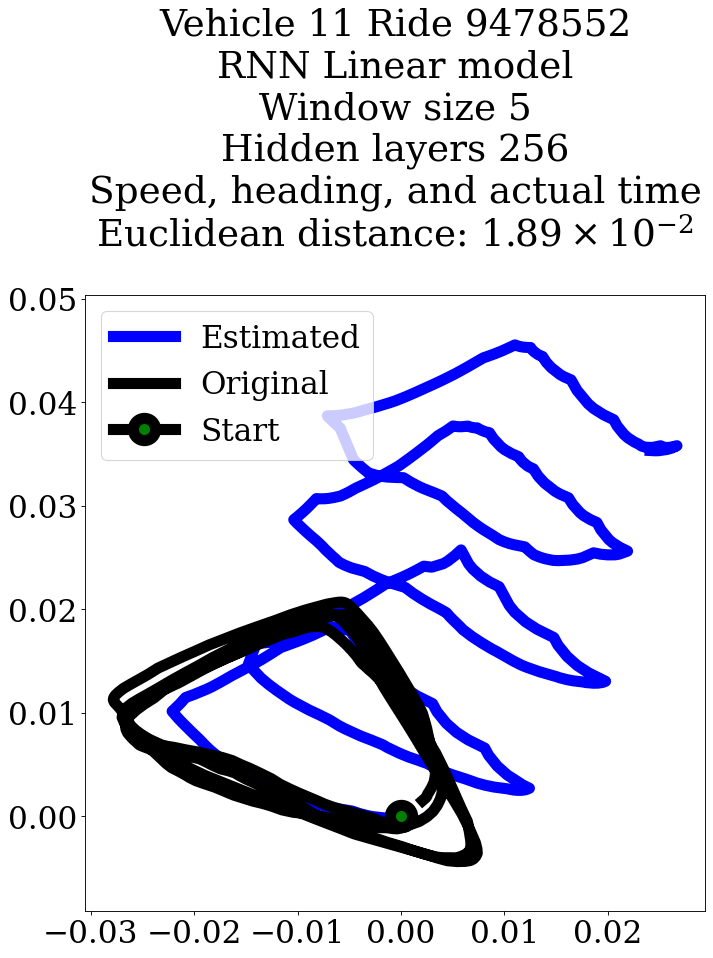 Vehicle 11 Ride 9478552
RNN Linear model
Window size 5
Hidden layers 256
Speed, heading, and actual time
Euclidean distance: 1.89 × 10⁻²
0.05
0.04
0.03
0.02
0.01
0.00
Estimated
Original
Start
−0.03 −0.02 −0.01 0.00 0.01 0.02